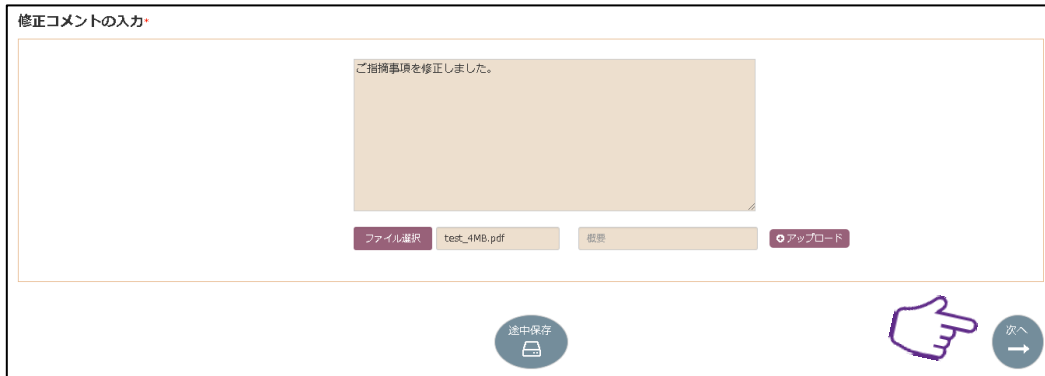 修正コメントの入力*
ご指摘事項を修正しました。
ファイル選択 test_4MB.pdf 概要 アップロード
途中保存
次へ